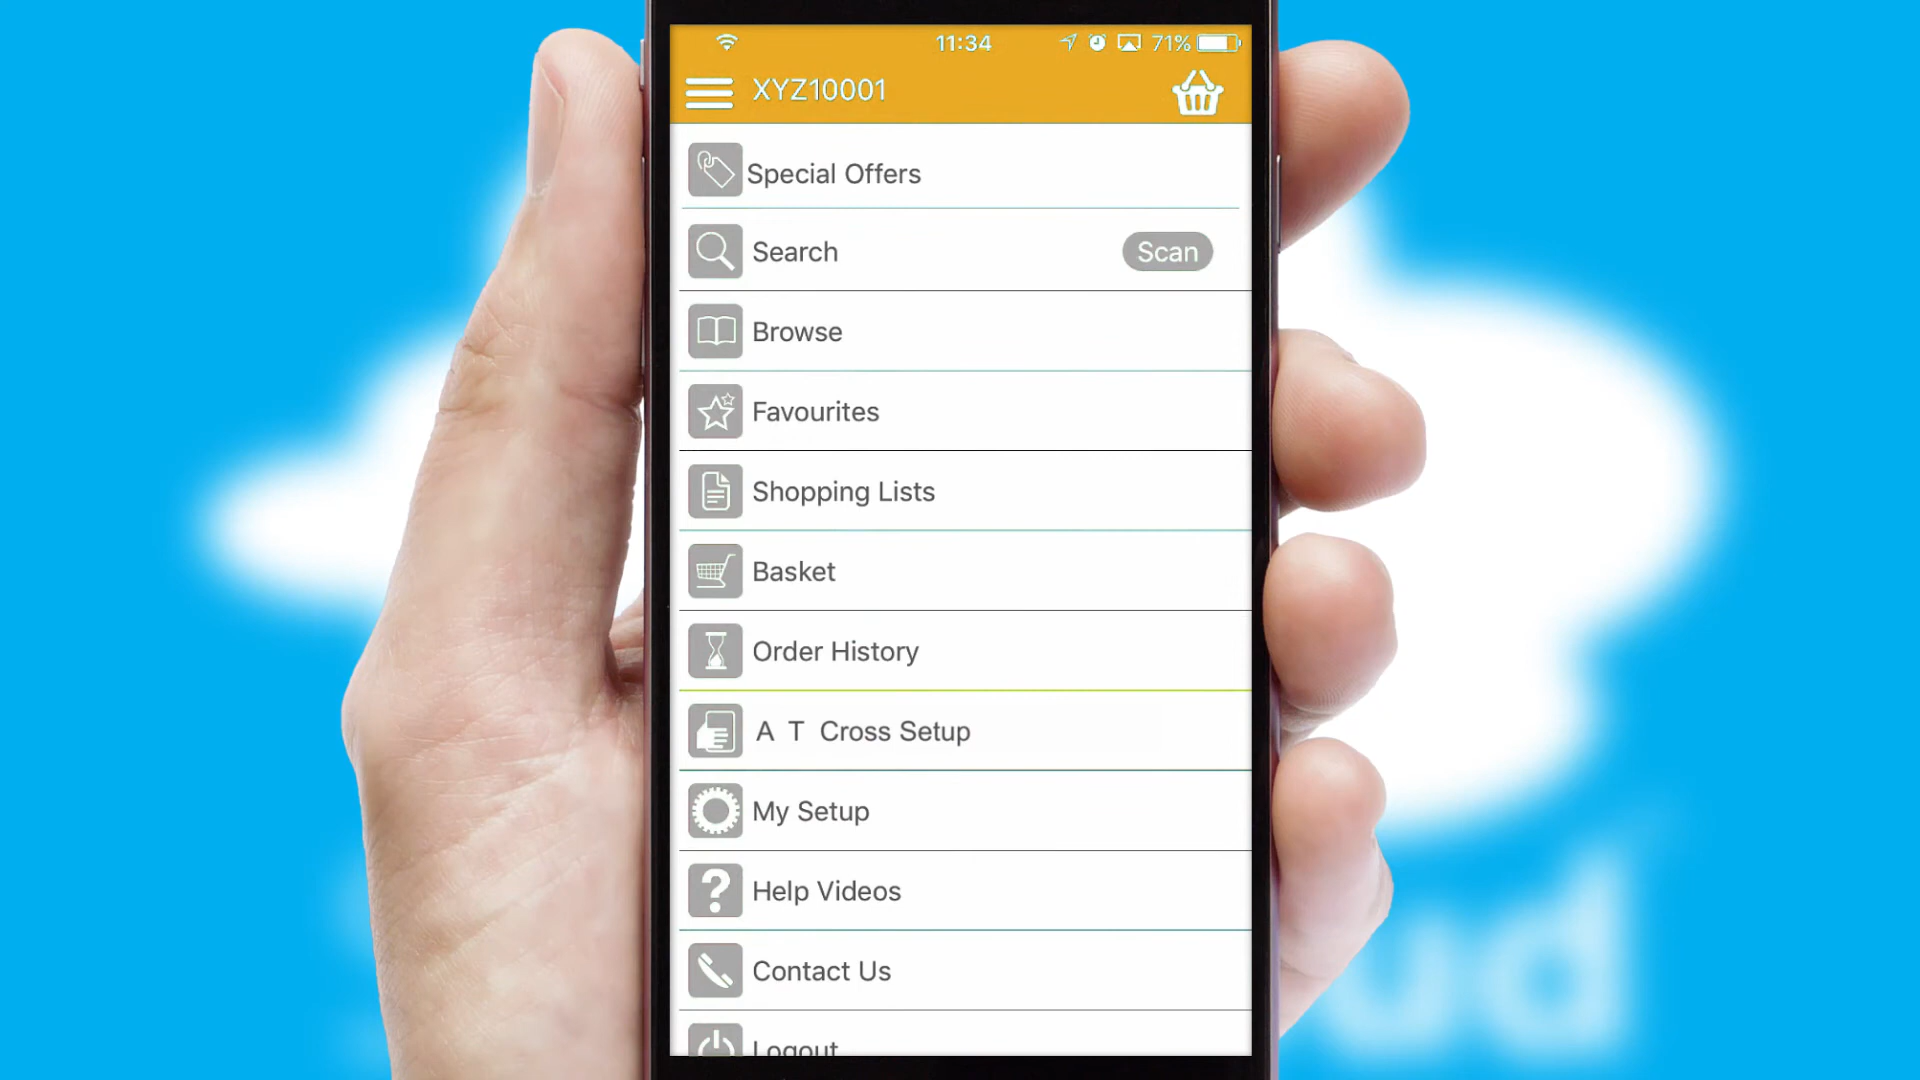 11:34 71%
XYZ10001
Special Offers
Search Scan
Browse
Favourites
Shopping Lists
Basket
Order History
A T Cross Setup
My Setup
Help Videos
Contact Us
Logout
ud